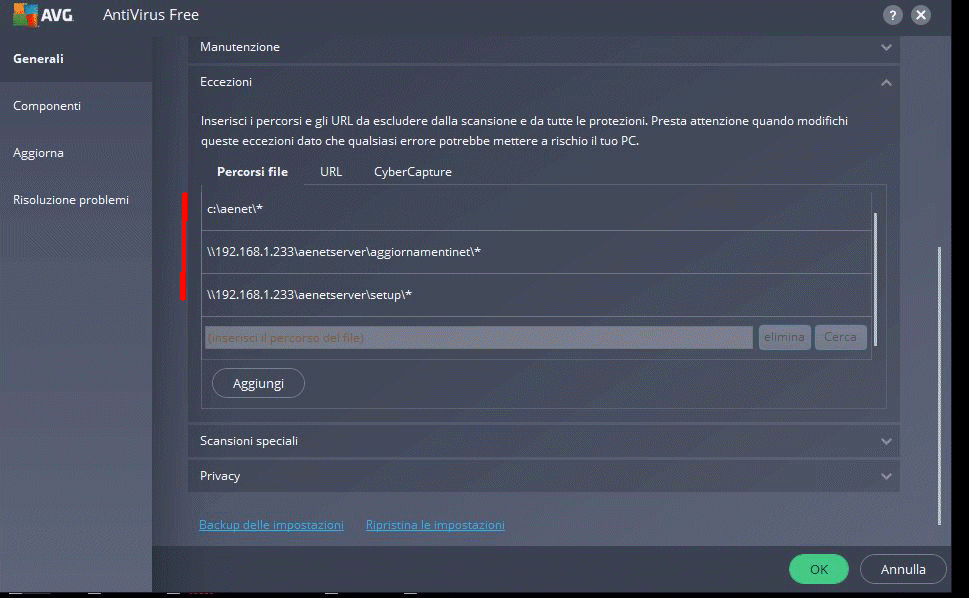 AVG AntiVirus Free
?
Generali
Componenti
Aggiorna
Risoluzione problemi
Manutenzione
Eccezioni
Inserisci i percorsi e gli URL da escludere dalla scansione e da tutte le protezioni. Presta attenzione quando modifichi
queste eccezioni dato che qualsiasi errore potrebbe mettere a rischio il tuo PC.
Percorsi file URL CyberCapture
c:\aenet\*
\\192.168.1.233\aenetserver\aggiornamentinet\*
\\192.168.1.233\aenetserver\setup\*
(inserisci il percorso del file) elimina Cerca
Aggiungi
Scansioni speciali
Privacy
Backup delle impostazioni Ripristina le impostazioni
OK Annulla